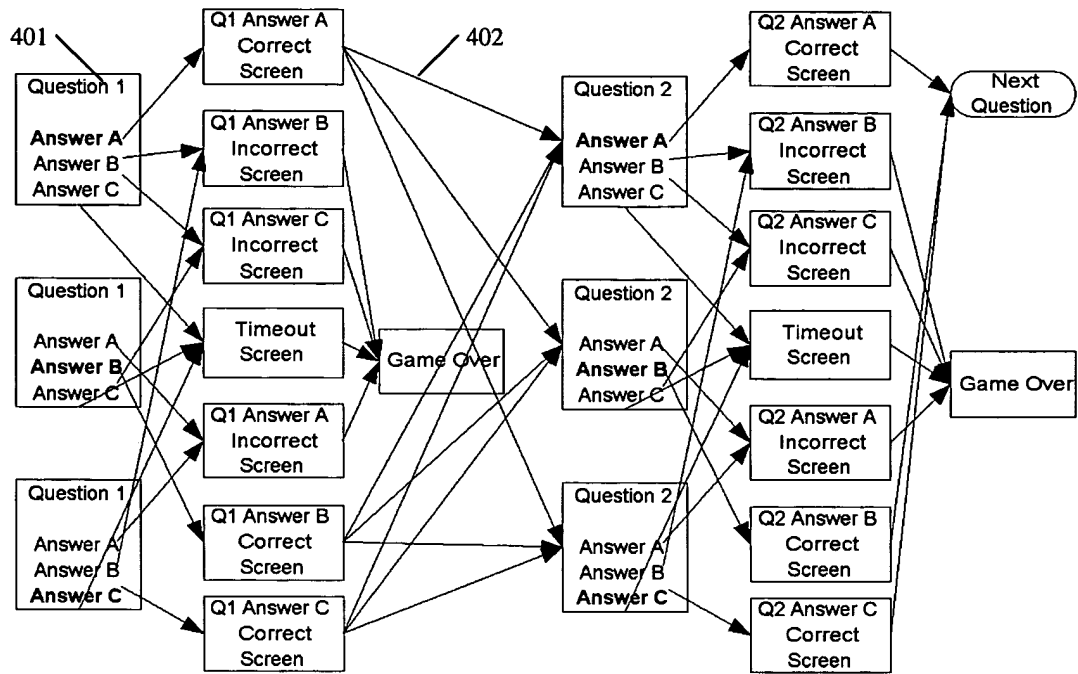 401
Question 1
Answer A
Answer B
Answer C
Question 1
Answer A
Answer B
Answer C
Question 1
Answer A
Answer B
Answer C
Q1 Answer A
Correct
Screen
Q1 Answer B
Incorrect
Screen
Q1 Answer C
Incorrect
Screen
Timeout
Screen
Q1 Answer A
Incorrect
Screen
Q1 Answer B
Correct
Screen
Q1 Answer C
Correct
Screen
Game Over
402
Question 2
Answer A
Answer B
Answer C
Question 2
Answer A
Answer B
Answer C
Question 2
Answer A
Answer B
Answer C
Q2 Answer A
Correct
Screen
Q2 Answer B
Incorrect
Screen
Q2 Answer C
Incorrect
Screen
Timeout
Screen
Q2 Answer A
Incorrect
Screen
Q2 Answer B
Correct
Screen
Q2 Answer C
Correct
Screen
Next
Question
Game Over